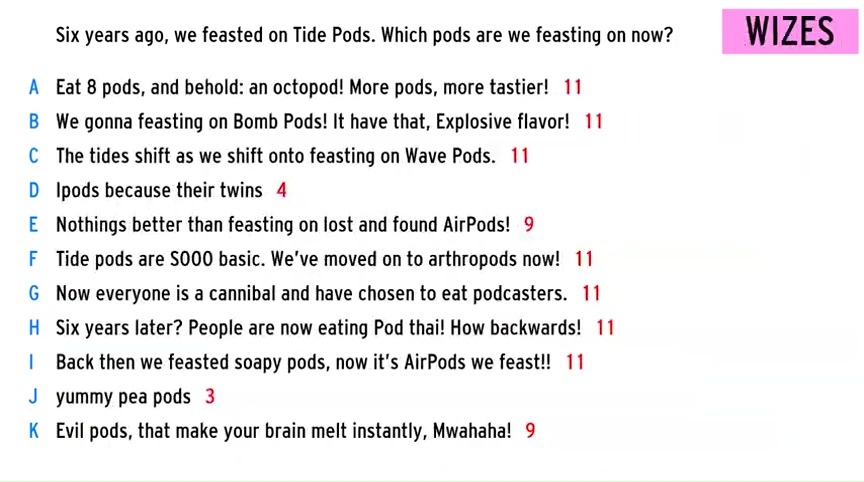 Six years ago, we feasted on Tide Pods. Which pods are we feasting on now?
WIZES
A Eat 8 pods, and behold: an octopod! More pods, more tastier! 11
B We gonna feasting on Bomb Pods! It have that, Explosive flavor! 11
C The tides shift as we shift onto feasting on Wave Pods. 11
D Ipods because their twins 4
E Nothings better than feasting on lost and found AirPods! 9
F Tide pods are SOOO basic. We've moved on to arthropods now! 11
G Now everyone is a cannibal and have chosen to eat podcasters. 11
H Six years later? People are now eating Pod thai! How backwards! 11
I Back then we feasted soapy pods, now it's AirPods we feast!! 11
J yummy pea pods 3
K Evil pods, that make your brain melt instantly, Mwahaha! 9